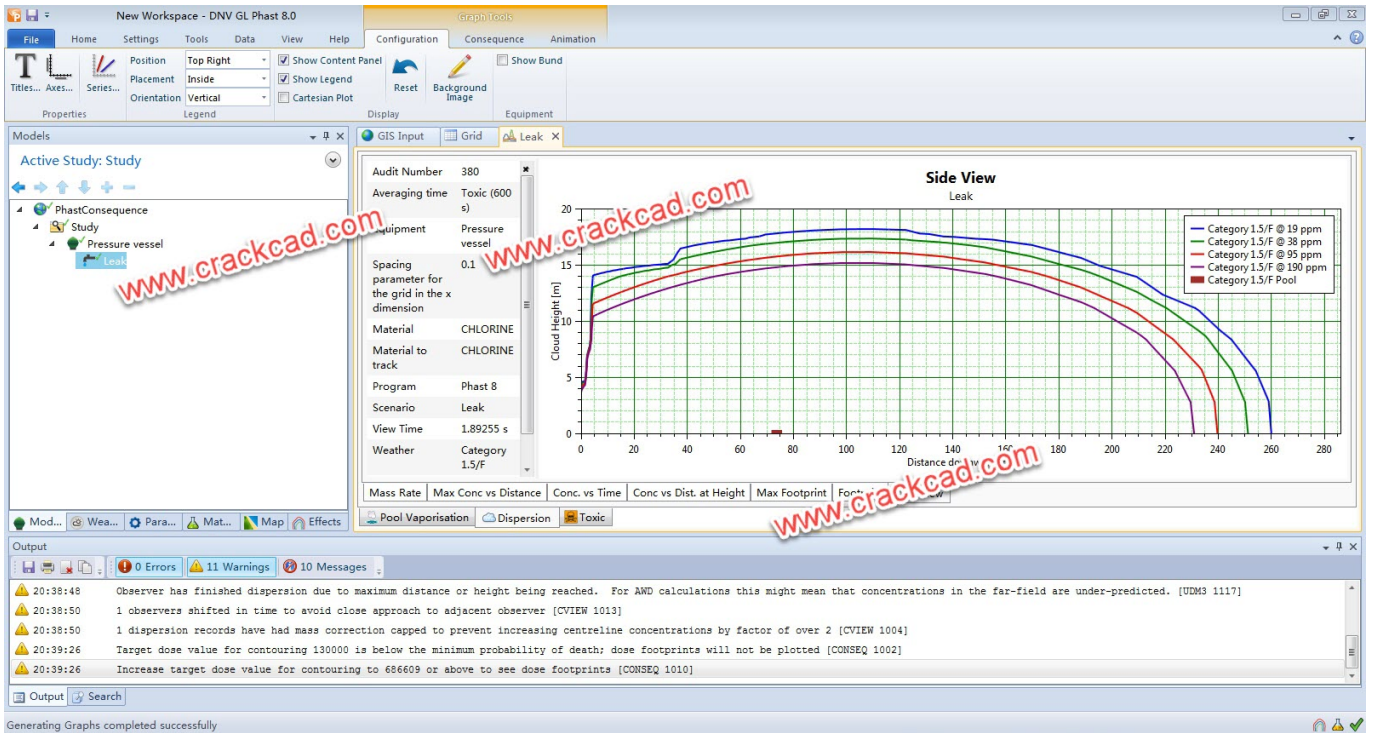 New Workspace - DNV GL Phast 8.0
Graph Tools
File Home Settings Tools Data View Help Configuration Consequence Animation
Titles... Axes... Series...
Properties
Position Top Right
Placement Inside
Orientation Vertical
Legend
Show Content Panel
Show Legend
Cartesian Plot
Reset
Background Image
Display
Show Bund
Equipment
Models
Active Study: Study
PhastConsequence
Study
Pressure vessel
Leak
Mod... Wea... Para... Mat... Map Effects
GIS Input Grid Leak
Audit Number 380
Averaging time Toxic (600
s)
Equipment Pressure
vessel
Spacing 0.1
parameter for
the grid in the x
dimension
Material CHLORINE
Material to CHLORINE
track
Program Phast 8
Scenario Leak
View Time 1.89255 s
Weather Category
1.5/F
Side View
Leak
Cloud Height [m]
20
15
10
5
0
0 20 40 60 80 100 120 140 160 180 200 220 240 260 280
Category 1.5/F @ 19 ppm
Category 1.5/F @ 38 ppm
Category 1.5/F @ 95 ppm
Category 1.5/F @ 190 ppm
Category 1.5/F Pool
Mass Rate Max Conc vs Distance Conc. vs Time Conc vs Dist. at Height Max Footprint
Pool Vaporisation Dispersion Toxic
www.crackcad.com
www.crackcad.com
www.crackcad.com
Output
0 Errors 11 Warnings 10 Messages
20:38:48 Observer has finished dispersion due to maximum distance or height being reached. For AWD calculations this might mean that concentrations in the far-field are under-predicted. [UDM3 1117]
20:38:50 1 observers shifted in time to avoid close approach to adjacent observer [CVIEW 1013]
20:38:50 1 dispersion records have had mass correction capped to prevent increasing centreline concentrations by factor of over 2 [CVIEW 1004]
20:39:26 Target dose value for contouring 130000 is below the minimum probability of death; dose footprints will not be plotted [CONSEQ 1002]
20:39:26 Increase target dose value for contouring to 686609 or above to see dose footprints [CONSEQ 1010]
Output Search
Generating Graphs completed successfully